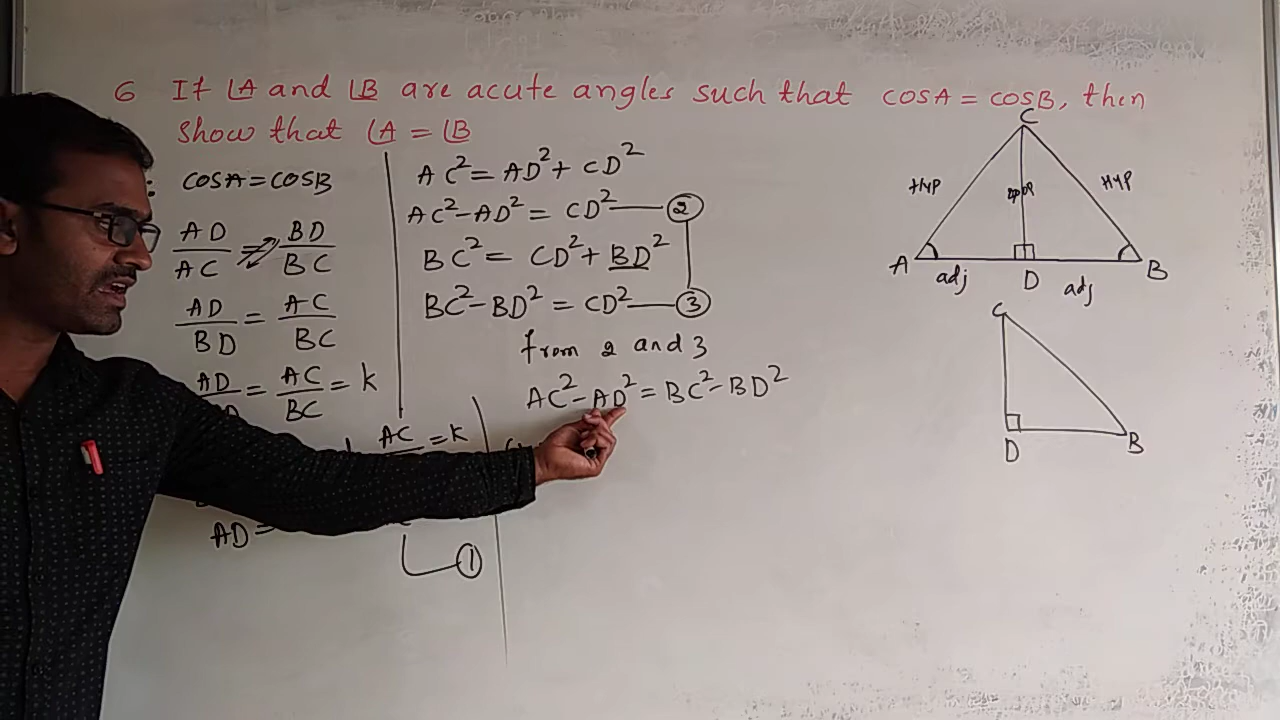 6 If ∠A and ∠B are acute angles such that cosA = cosB, then
show that ∠A = ∠B
: cosA = cosB
AD/AC = BD/BC
AD/BD = AC/BC
AD/ = AC/BC = k
AC = k
AD =
①
AC² = AD² + CD²
AC² - AD² = CD² — ②
BC² = CD² + BD²
BC² - BD² = CD² — ③
from 2 and 3
AC² - AD² = BC² - BD²
C
Hyp
opp
Hyp
A
adj
D
adj
B
C
D
B